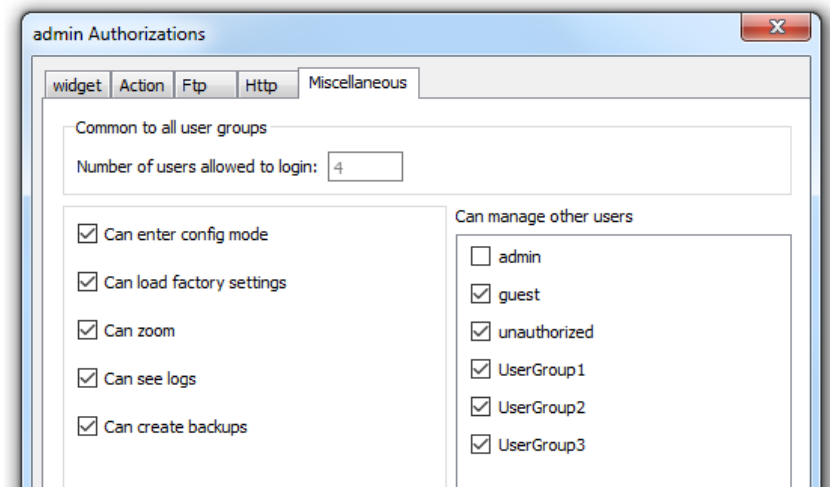 admin Authorizations
widget Action Ftp Http Miscellaneous
Common to all user groups
Number of users allowed to login: 4
Can enter config mode
Can load factory settings
Can zoom
Can see logs
Can create backups
Can manage other users
admin
guest
unauthorized
UserGroup1
UserGroup2
UserGroup3